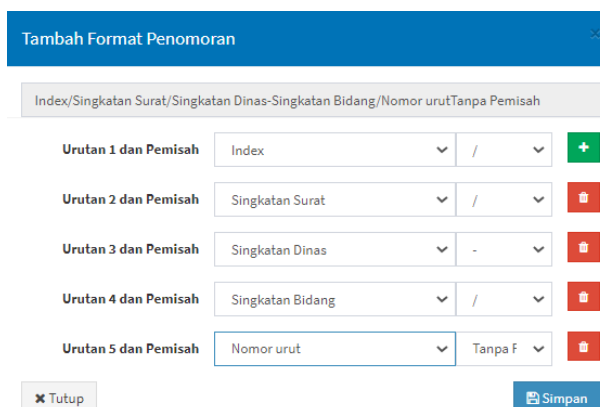 Tambah Format Penomoran
Index/Singkatan Surat/Singkatan Dinas-Singkatan Bidang/Nomor urutTanpa Pemisah
Urutan 1 dan Pemisah Index /
Urutan 2 dan Pemisah Singkatan Surat /
Urutan 3 dan Pemisah Singkatan Dinas -
Urutan 4 dan Pemisah Singkatan Bidang /
Urutan 5 dan Pemisah Nomor urut Tanpa F
Tutup Simpan